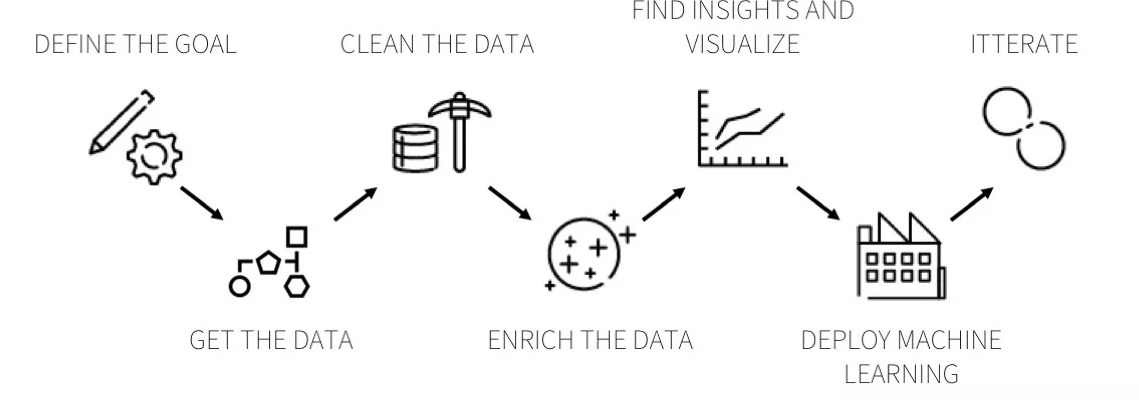 DEFINE THE GOAL
GET THE DATA
CLEAN THE DATA
ENRICH THE DATA
FIND INSIGHTS AND
VISUALIZE
DEPLOY MACHINE
LEARNING
ITTERATE